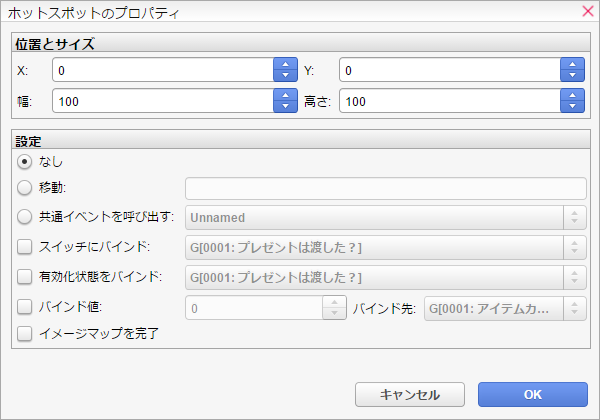 ホットスポットのプロパティ
位置とサイズ
X: 0 Y: 0
幅: 100 高さ: 100
設定
なし
移動:
共通イベントを呼び出す: Unnamed
スイッチにバインド: G[0001: プレゼントは渡した？]
有効化状態をバインド: G[0001: プレゼントは渡した？]
バインド値: 0 バインド先: G[0001: アイテムカ...
イメージマップを完了
キャンセル OK